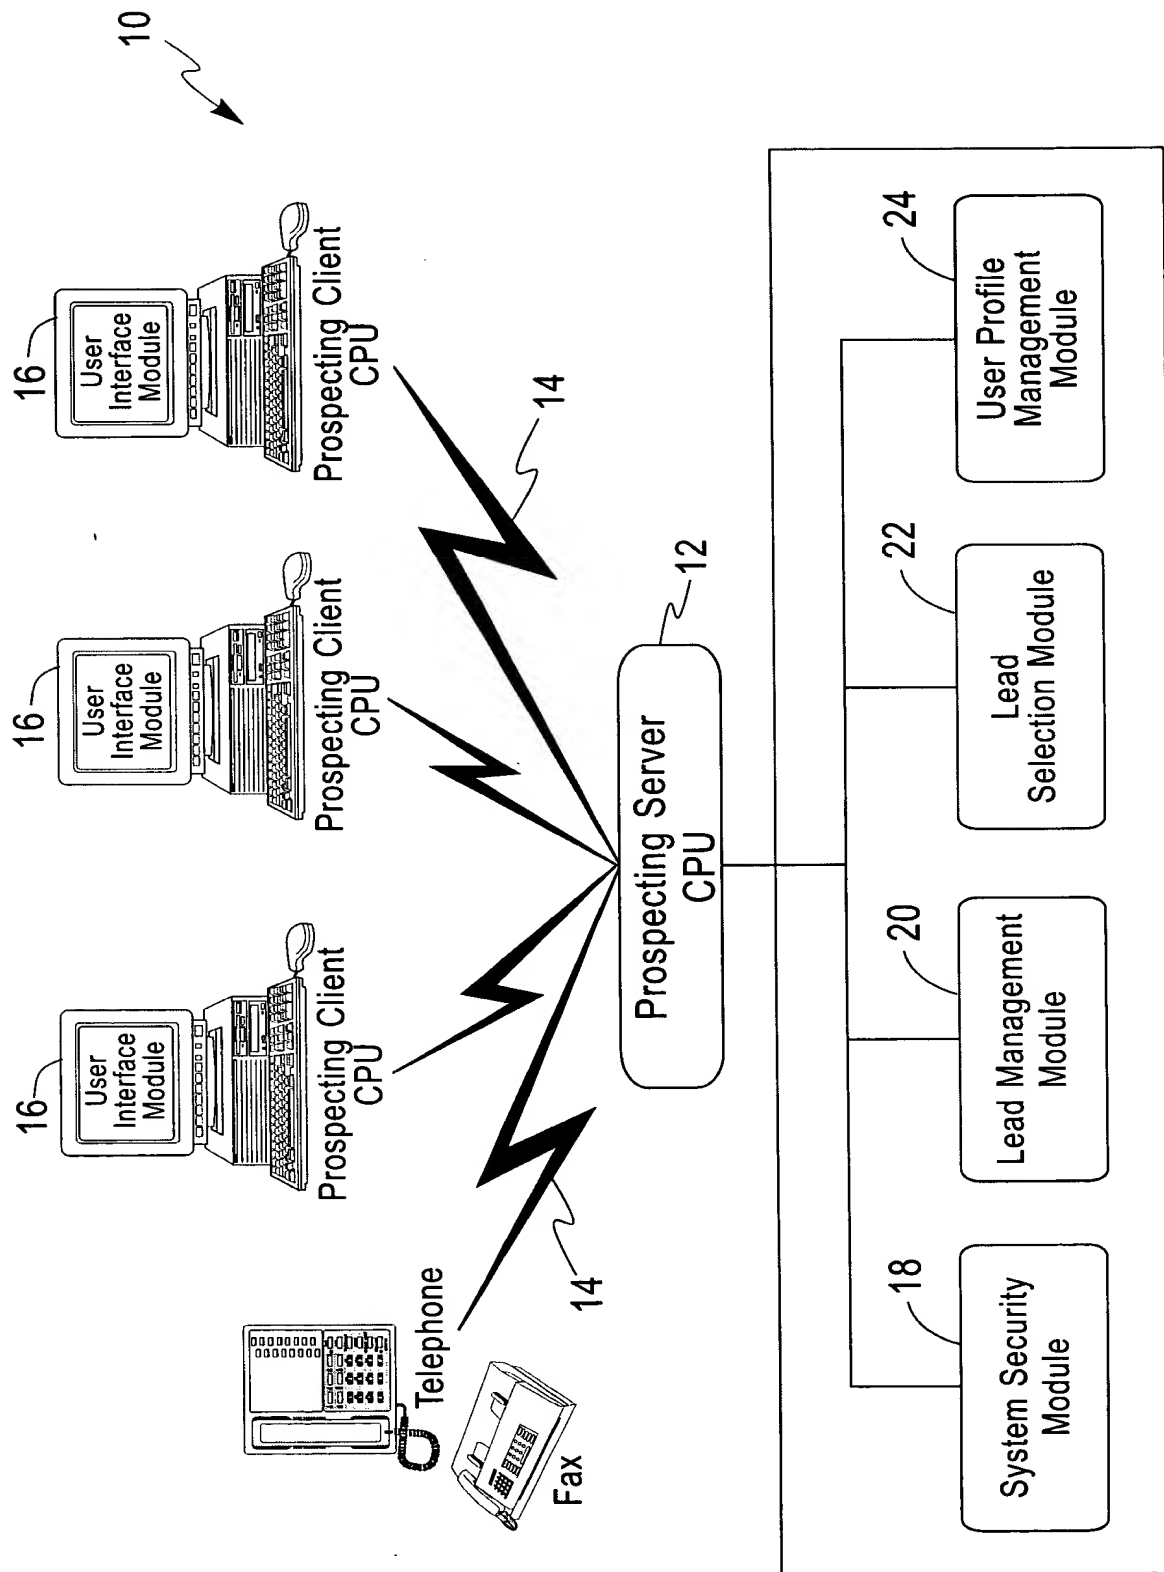 10
16
User
Interface
Module
Prospecting Client
CPU
16
User
Interface
Module
Prospecting Client
CPU
16
User
Interface
Module
Prospecting Client
CPU
Telephone
Fax
14
14
12
Prospecting Server
CPU
18
System Security
Module
20
Lead Management
Module
22
Lead
Selection Module
24
User Profile
Management
Module